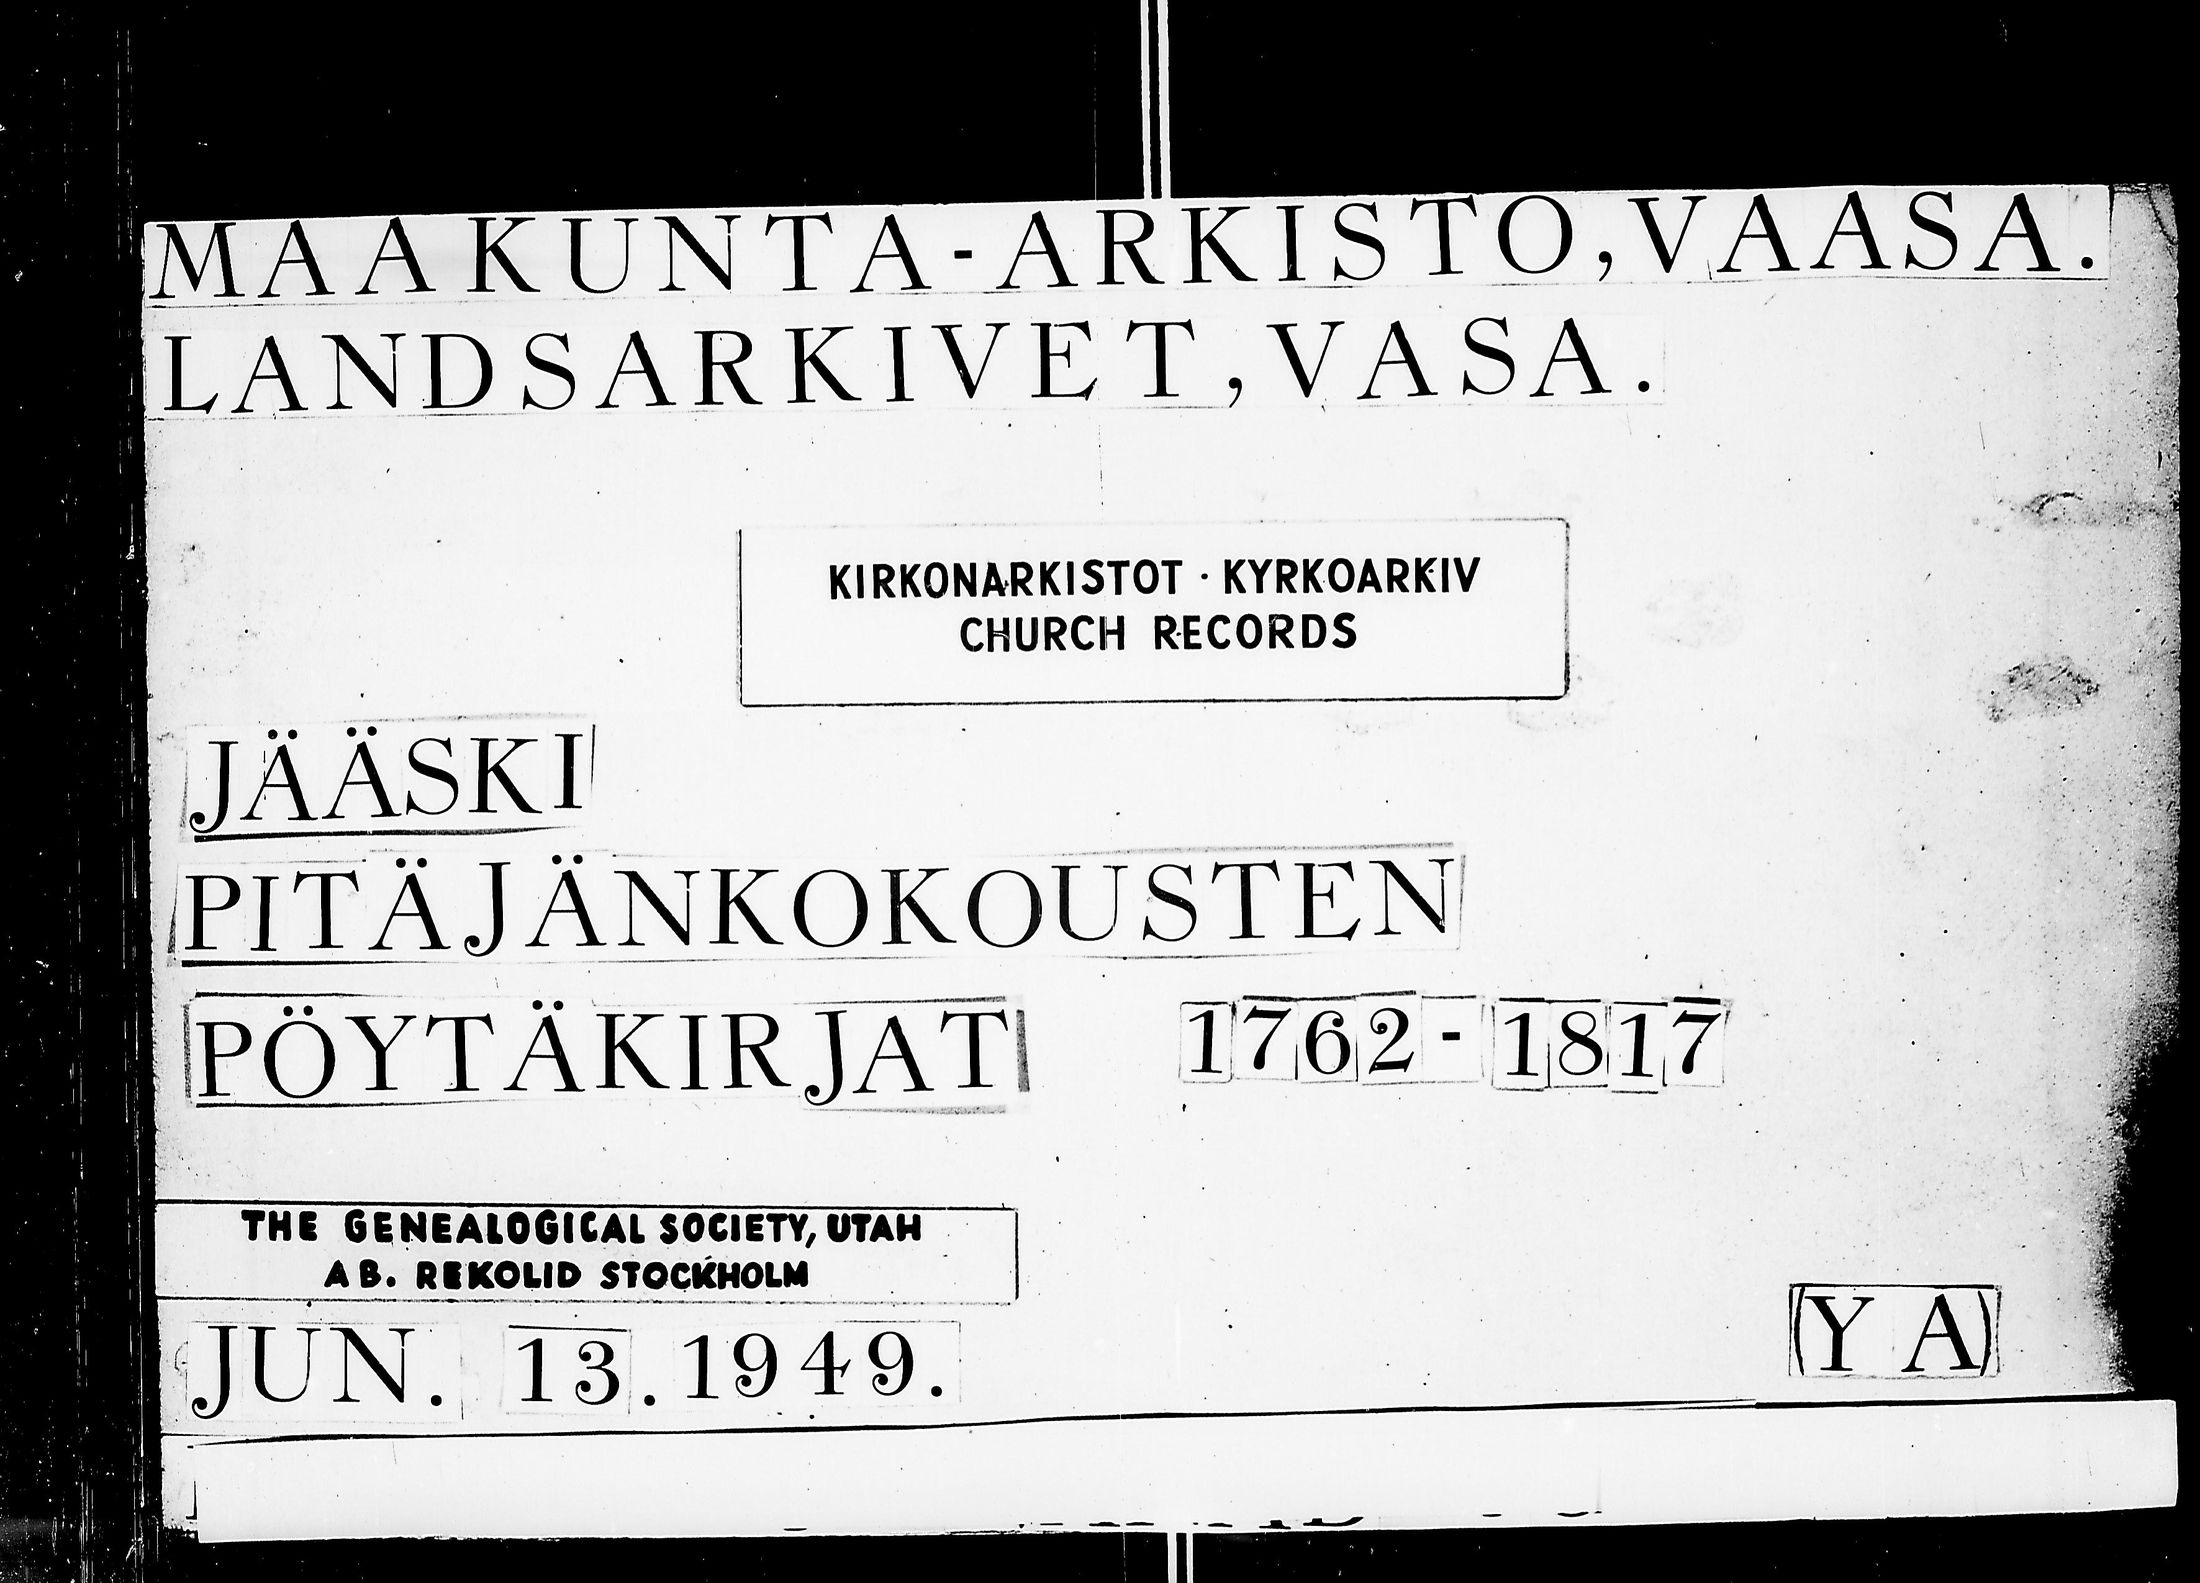 MAAKUNTA-ARKISTO, VAASA.
LANDSARKIVET, VASA.
KIRKONARKISTOT · KYRKOARKIV
CHURCH RECORDS
JÄÄSKI
PITÄJÄNKOKOUSTEN
PÖYTÄKIRJAT 1762-1817
THE GENEALOGICAL SOCIETY, UTAH
AB. REKOLID STOCKHOLM
JUN. 13. 1949.
(Y A)